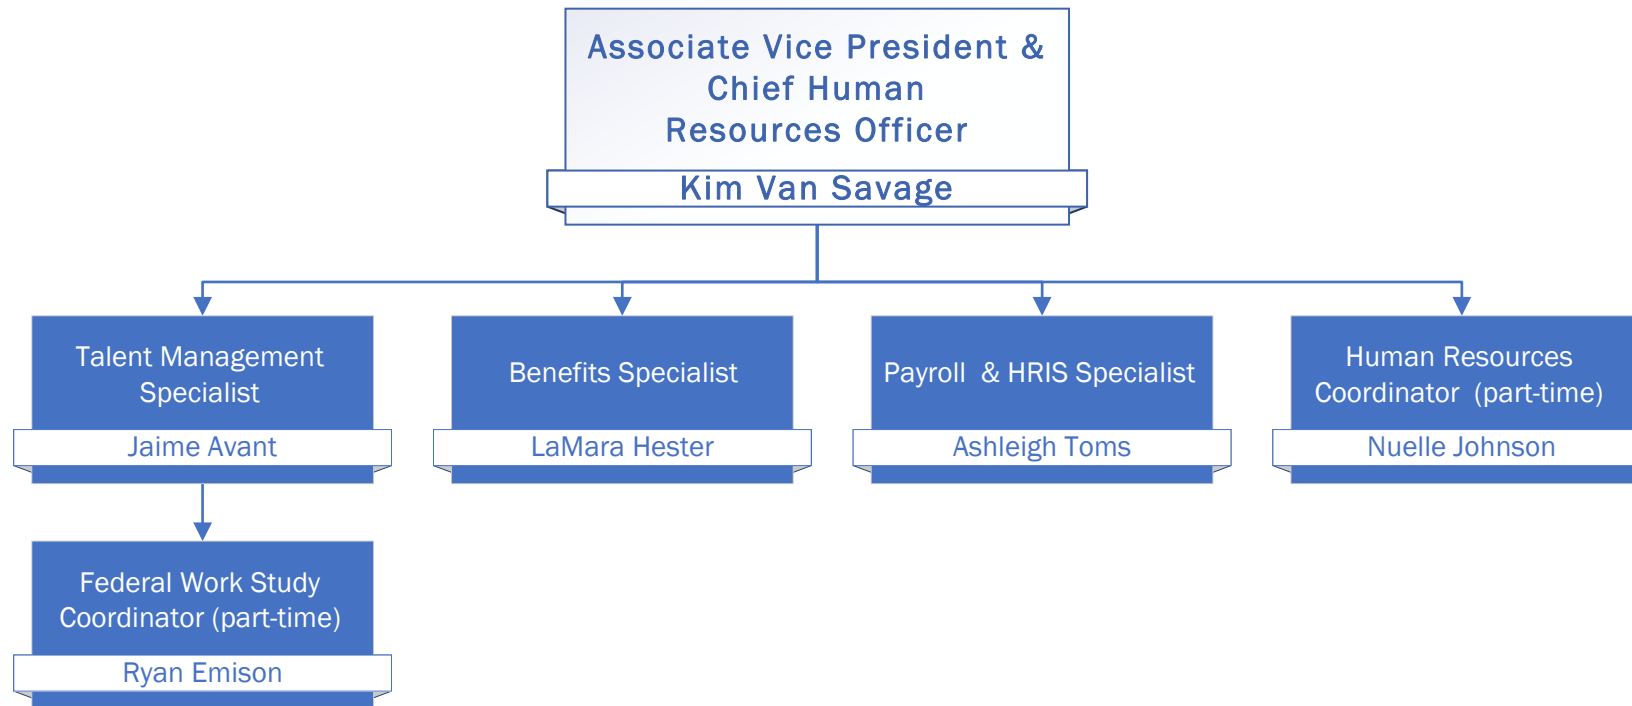 Associate Vice President &
Chief Human
Resources Officer
Kim Van Savage
Talent Management
Specialist
Jaime Avant
Benefits Specialist
LaMara Hester
Payroll  & HRIS Specialist
Ashleigh Toms
Human Resources
Coordinator  (part-time)
Nuelle Johnson
Federal Work Study
Coordinator (part-time)
Ryan Emison